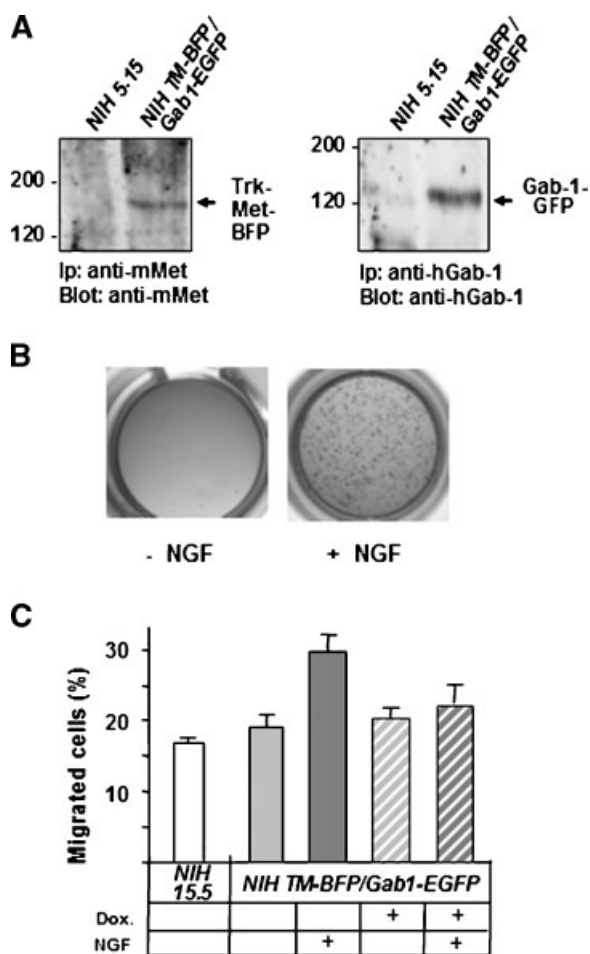 A
NIH 5.15
NIH TM-BFP/
Gab1-EGFP
200
120
Trk-
Met-
BFP
Ip: anti-mMet
Blot: anti-mMet
NIH 5.15
NIH TM-BFP/
Gab1-EGFP
200
120
Gab-1-
GFP
Ip: anti-hGab-1
Blot: anti-hGab-1
B
- NGF
+ NGF
C
Migrated cells (%)
30
20
10
NIH
15.5
NIH TM-BFP/Gab1-EGFP
Dox. + +
NGF + +